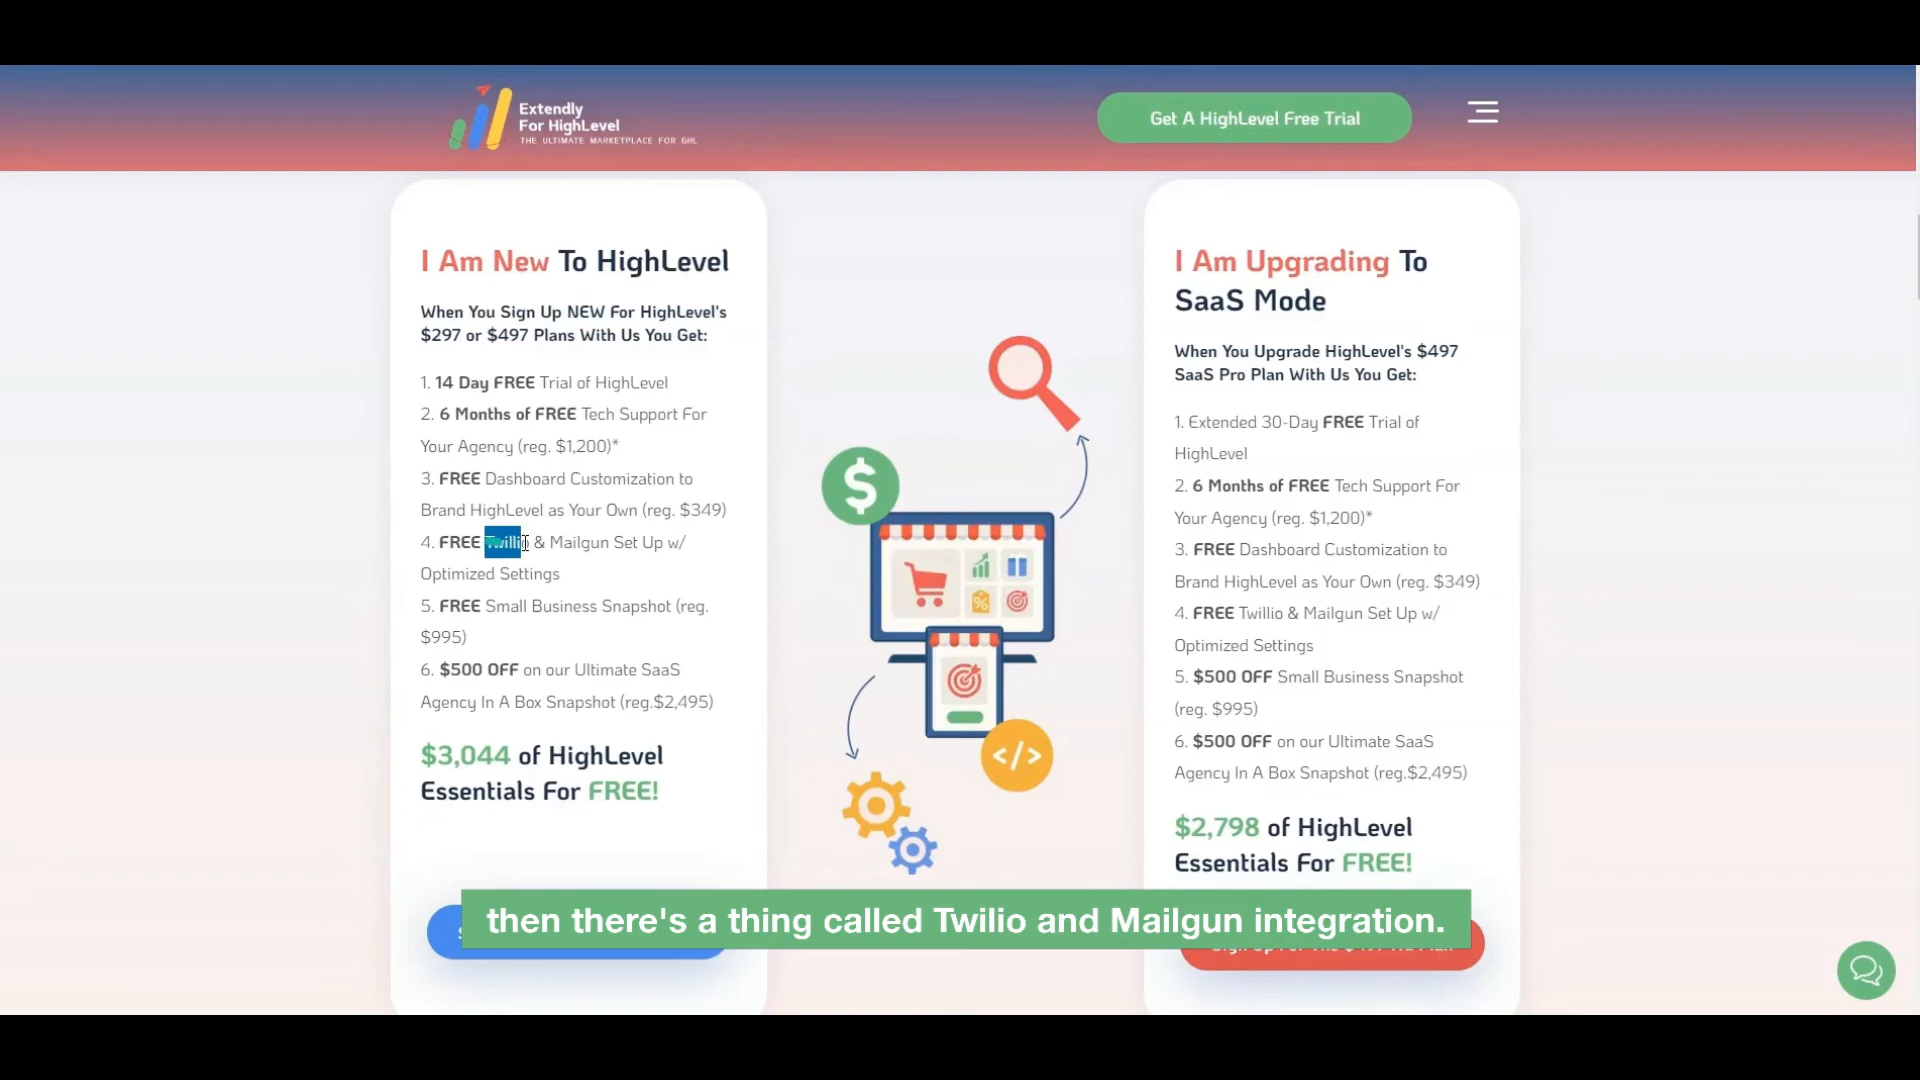 Extendly
For HighLevel
THE ULTIMATE MARKETPLACE FOR GHL
Get A HighLevel Free Trial
I Am New To HighLevel
When You Sign Up NEW For HighLevel's
$297 or $497 Plans With Us You Get:
1. 14 Day FREE Trial of HighLevel
2. 6 Months of FREE Tech Support For
Your Agency (reg. $1,200)*
3. FREE Dashboard Customization to
Brand HighLevel as Your Own (reg. $349)
4. FREE Twillio & Mailgun Set Up w/
Optimized Settings
5. FREE Small Business Snapshot (reg.
$995)
6. $500 OFF on our Ultimate SaaS
Agency In A Box Snapshot (reg.$2,495)
$3,044 of HighLevel
Essentials For FREE!
I Am Upgrading To
SaaS Mode
When You Upgrade HighLevel's $497
SaaS Pro Plan With Us You Get:
1. Extended 30-Day FREE Trial of
HighLevel
2. 6 Months of FREE Tech Support For
Your Agency (reg. $1,200)*
3. FREE Dashboard Customization to
Brand HighLevel as Your Own (reg. $349)
4. FREE Twillio & Mailgun Set Up w/
Optimized Settings
5. $500 OFF Small Business Snapshot
(reg. $995)
6. $500 OFF on our Ultimate SaaS
Agency In A Box Snapshot (reg.$2,495)
$2,798 of HighLevel
Essentials For FREE!
then there's a thing called Twilio and Mailgun integration.